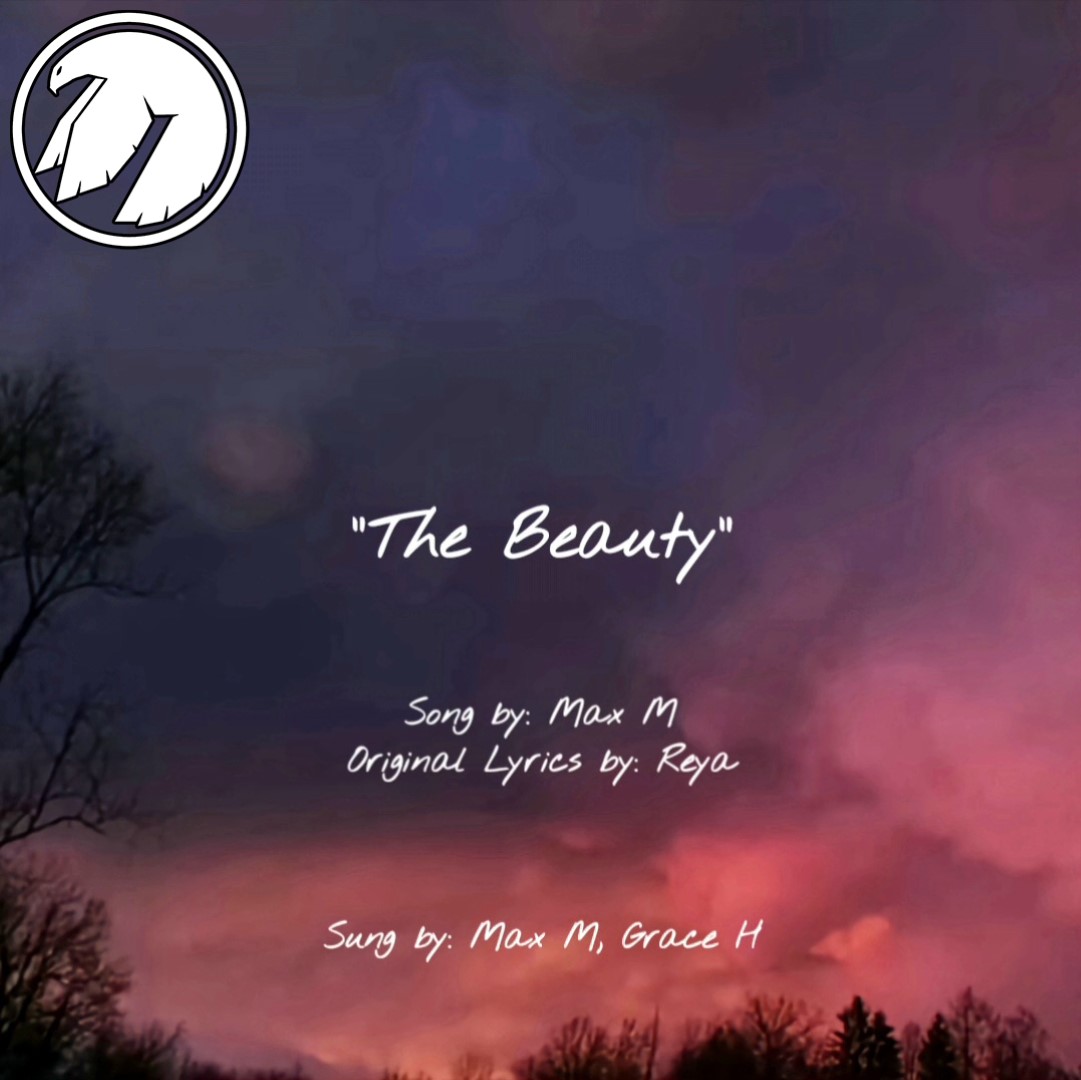 "The Beauty"
Song by: Max M
Original Lyrics by: Reya
Sung by: Max M, Grace H